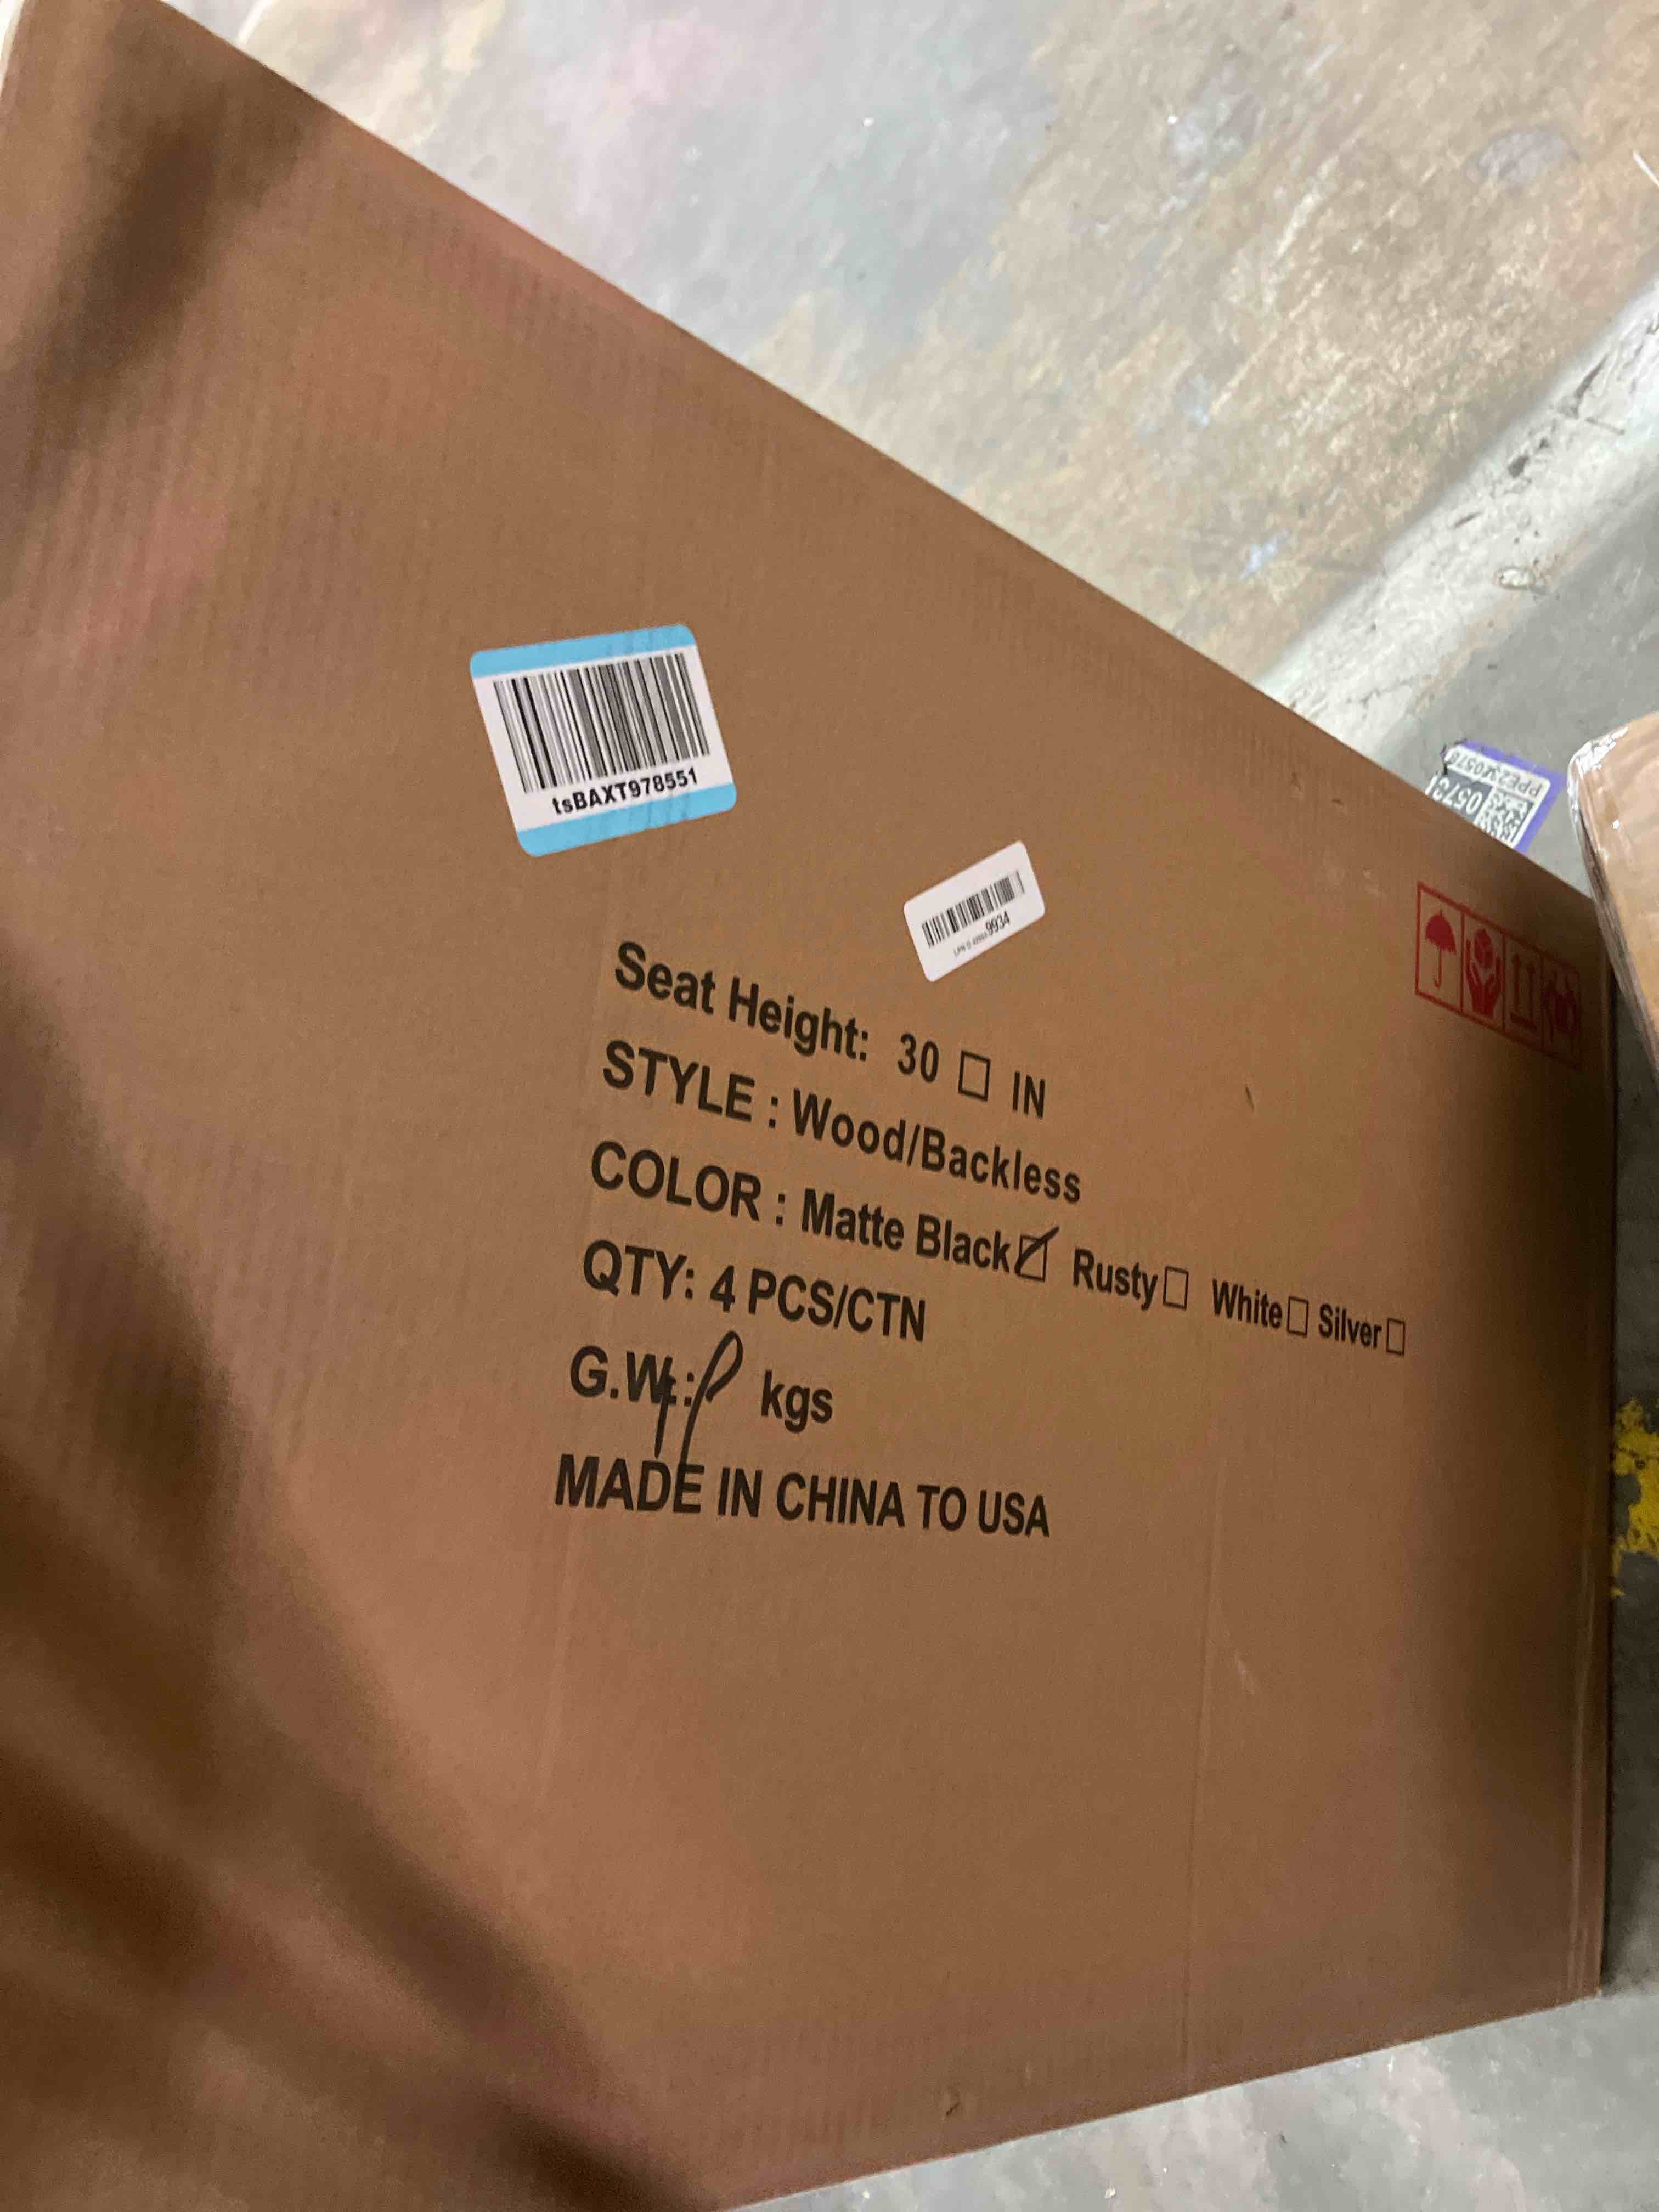 tsBAXT978551
9934
Seat Height: 30 □ IN
STYLE : Wood/Backless
COLOR : Matte Black☑ Rusty□ White□ Silver□
QTY: 4 PCS/CTN
G.W.: kgs
MADE IN CHINA TO USA